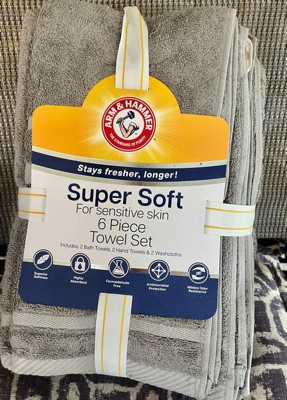 ARM & HAMMER
THE STANDARD OF PURITY
Stays fresher, longer!
Super Soft
For sensitive skin
6 Piece
Towel Set
Includes: 2 Bath Towels, 2 Hand Towels & 2 Washcloths
Superior
Softness
Highly
Absorbent
Formaldehyde
Free
Antimicrobial
Protection
Mildew Odor
Resistance